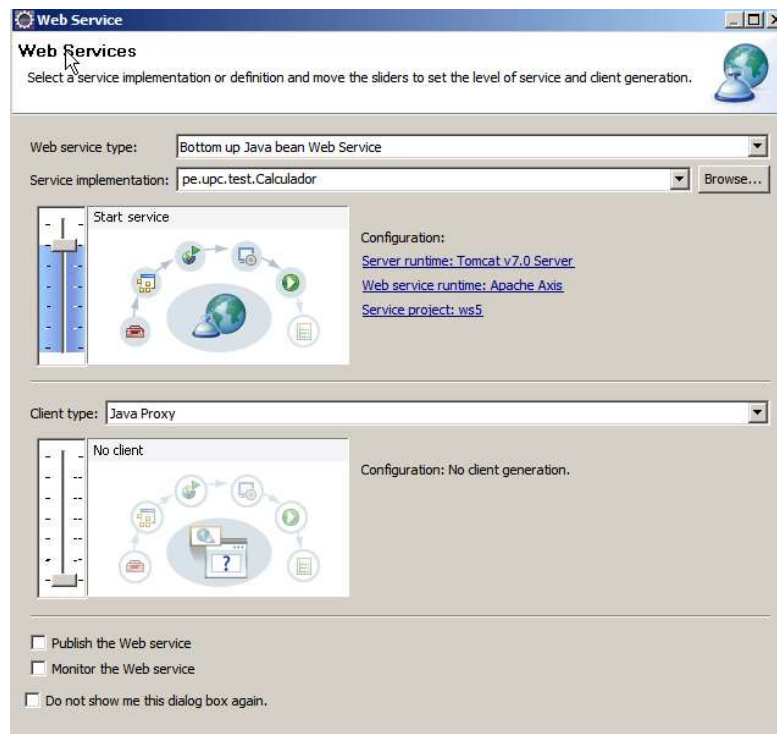 Web Service
Web Services
Select a service implementation or definition and move the sliders to set the level of service and client generation.
Web service type: Bottom up Java bean Web Service
Service implementation: pe.upc.test.Calculador Browse...
Start service
Configuration:
Server runtime: Tomcat v7.0 Server
Web service runtime: Apache Axis
Service project: ws5
Client type: Java Proxy
No client
Configuration: No client generation.
?
Publish the Web service
Monitor the Web service
Do not show me this dialog box again.